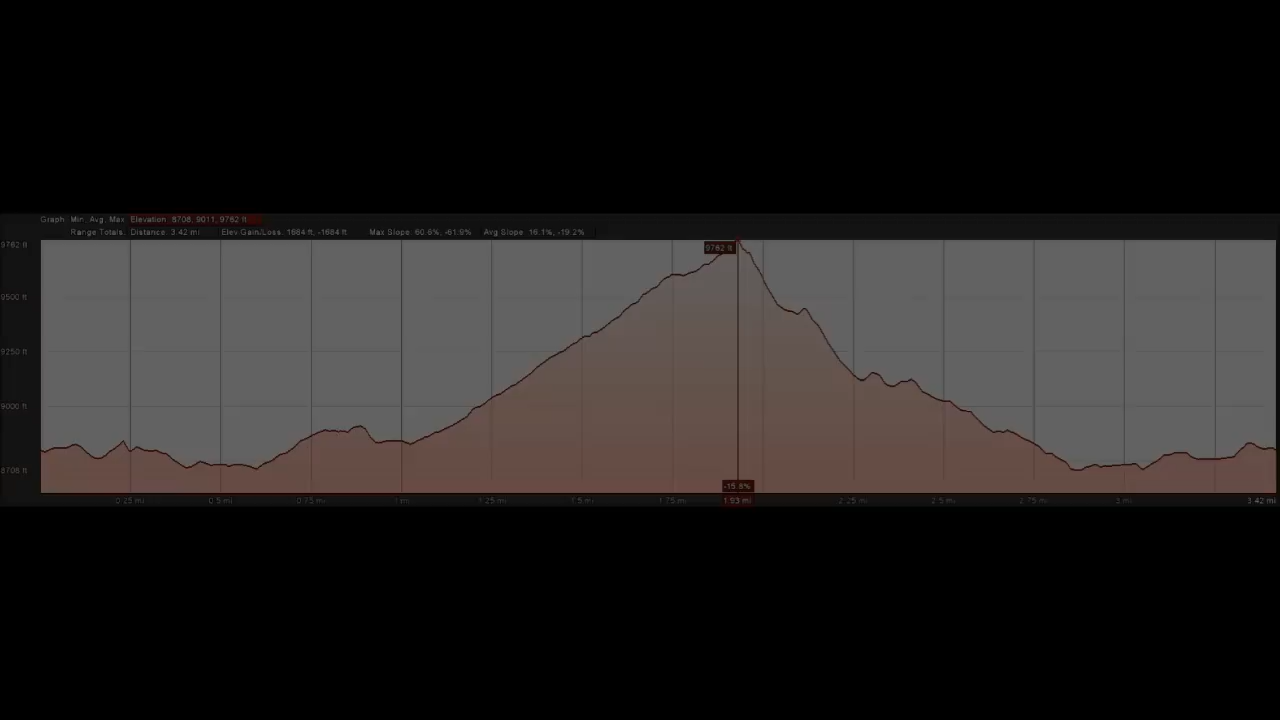 Graph: Min, Avg, Max Elevation: 8708, 9011, 9762 ft
Range Totals: Distance: 3.42 mi Elev Gain/Loss: 1684 ft, -1684 ft Max Slope: 60.6%, -61.9% Avg Slope: 16.1%, -19.2%
9762 ft
9762 ft
9500 ft
9250 ft
9000 ft
8708 ft
-15.8%
0.25 mi 0.5 mi 0.75 mi 1 mi 1.25 mi 1.5 mi 1.75 mi 1.93 mi 2.25 mi 2.5 mi 2.75 mi 3 mi 3.42 mi